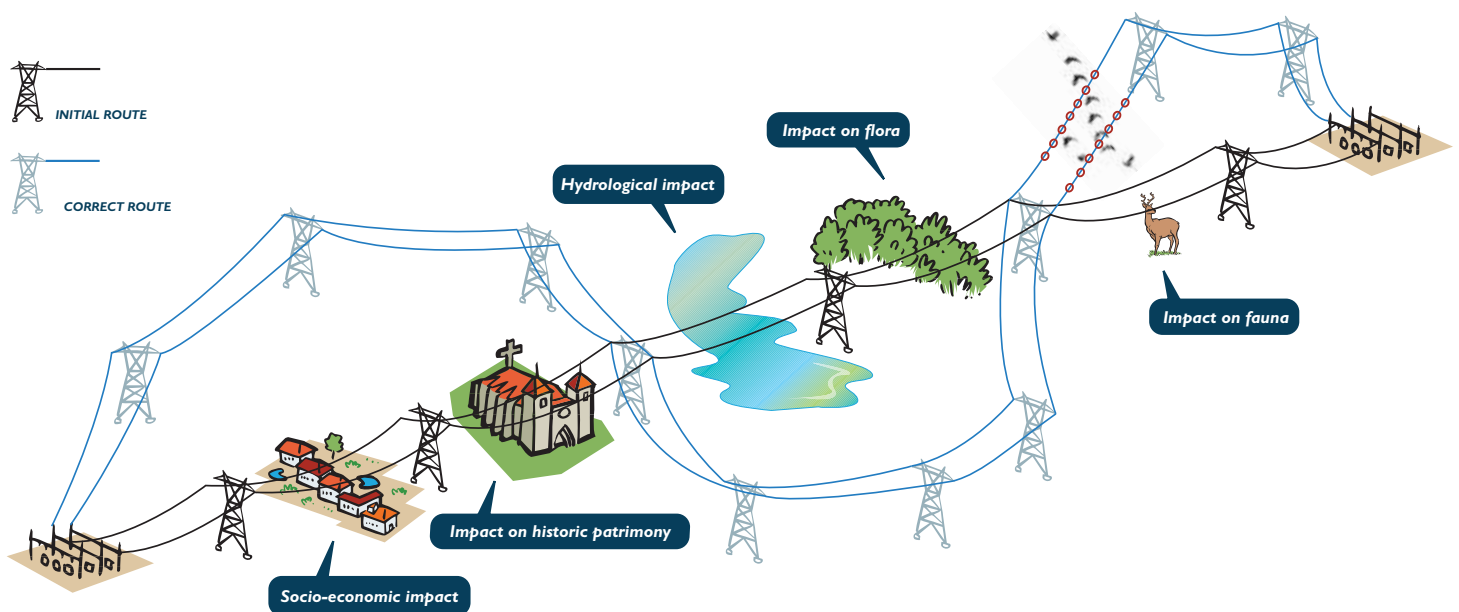 INITIAL ROUTE
CORRECT ROUTE
Impact on flora
Hydrological impact
Impact on fauna
Impact on historic patrimony
Socio-economic impact